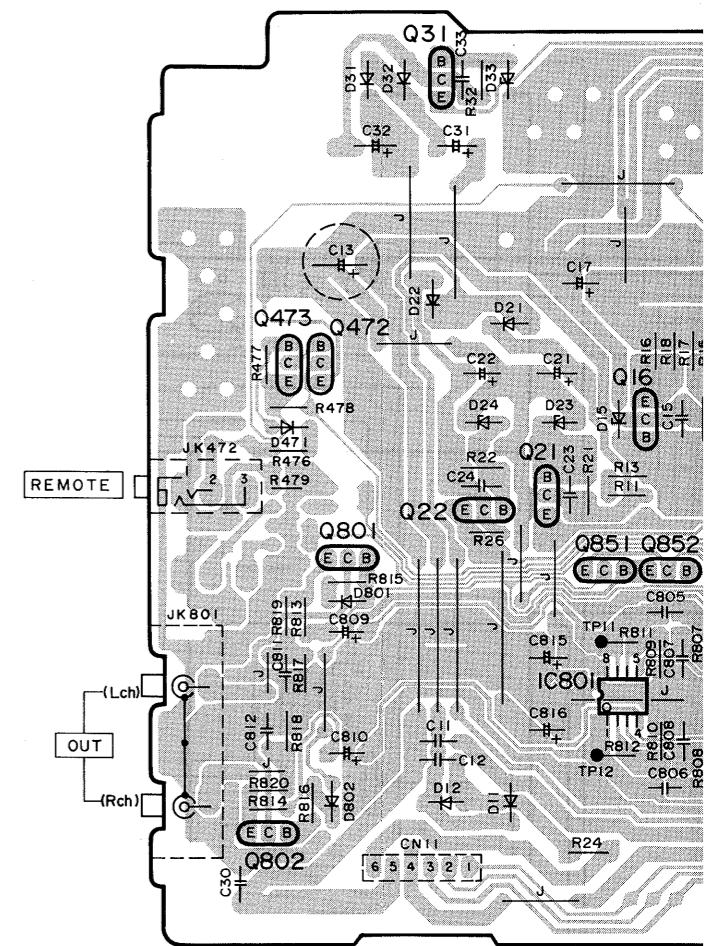 Q31
B
C
E
C33
R32
D31
D32
D33
C32
C31
+
+
J
J
J
J
C13
+
C17
+
D22
D21
J
Q473
Q472
B
C
E
B
C
E
R477
C22
C21
+
+
Q16
R16
R18
R17
E
C
B
D15
C15
R478
D24
D23
D471
R476
R479
JK472
2
3
REMOTE
R22
C24
Q21
B
C
E
C23
R21
R13
R11
Q22
E C B
R26
Q801
E C B
Q851
Q852
E C B
E C B
R815
D801
C809
+
JK801
R819
R813
C811
R817
J
J
J
J
J
J
J
C805
TP11
R811
C815
+
8
5
R809
C807
R807
IC801
J
4
(Lch)
OUT
(Rch)
C812
R818
C810
+
C11
C12
C816
+
R812
R810
C808
R808
TP12
C806
J
R820
R814
R816
D802
D12
D11
E C B
Q802
CN11
6 5 4 3 2 1
R24
C30
J